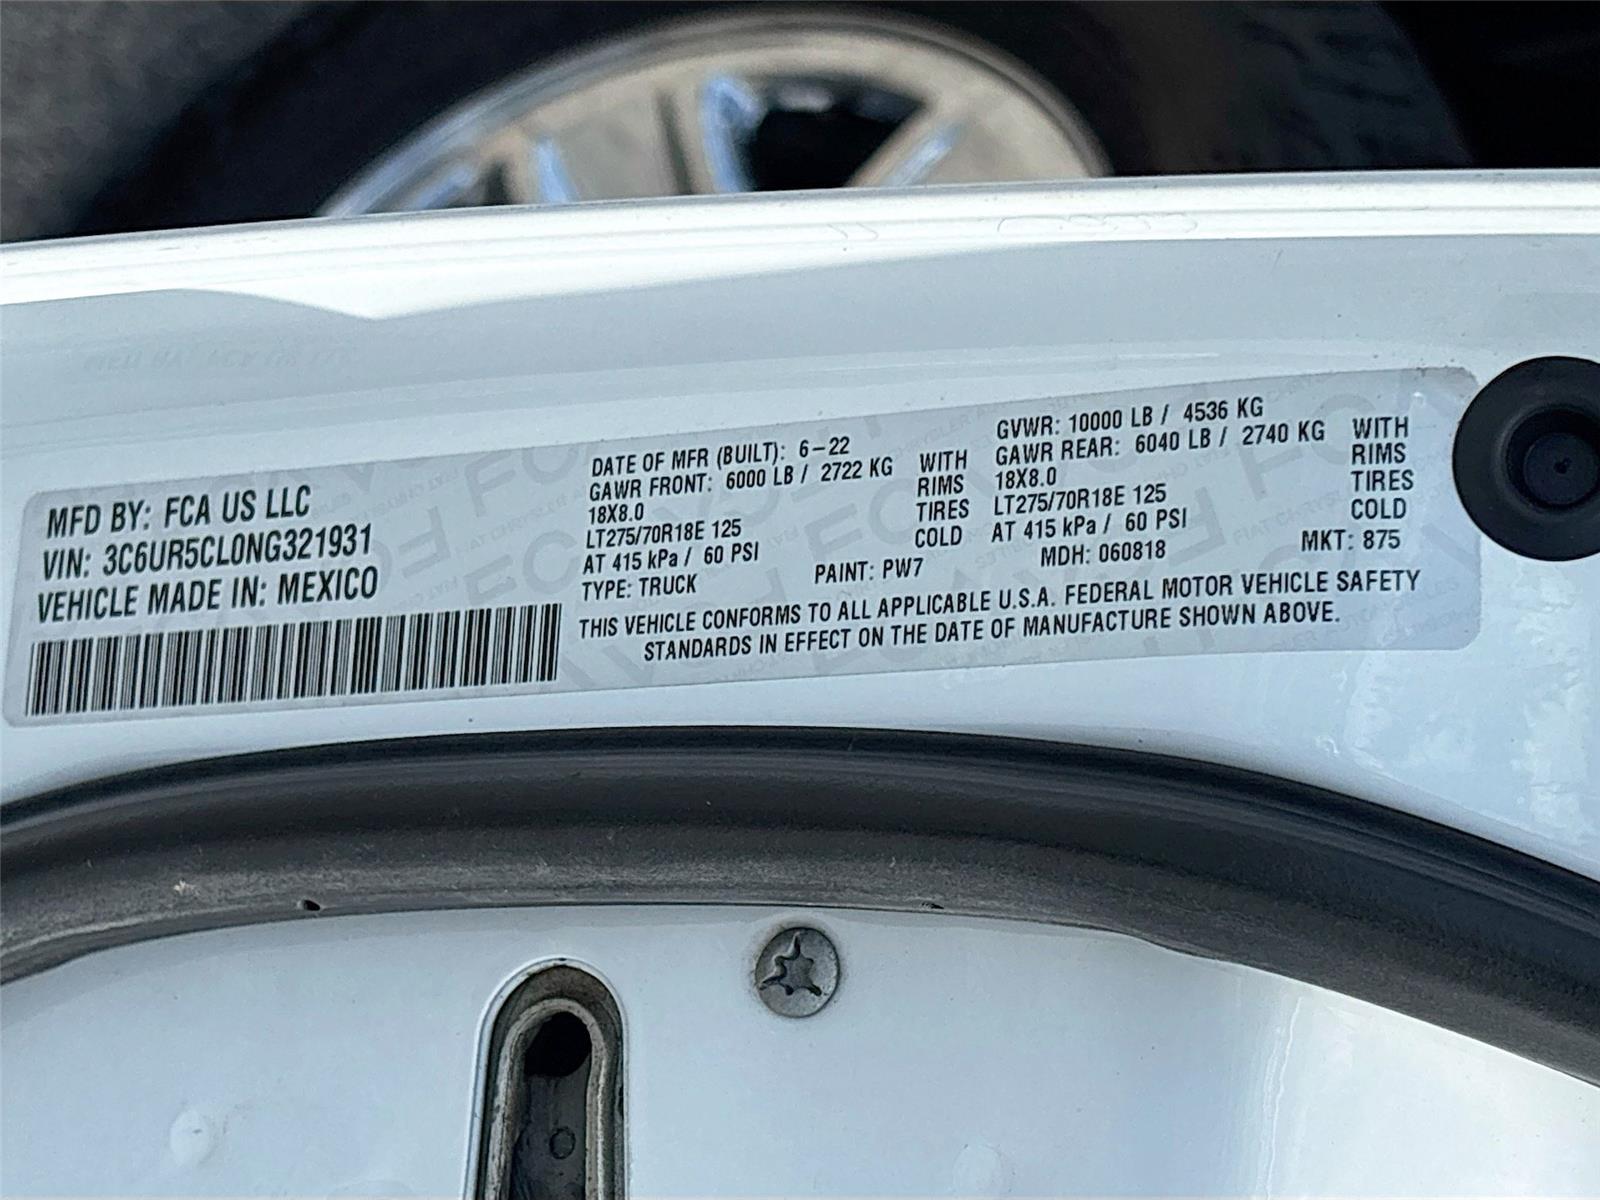 MFD BY: FCA US LLC
VIN: 3C6UR5CL0NG321931
VEHICLE MADE IN: MEXICO
DATE OF MFR (BUILT): 6-22
GAWR FRONT: 6000 LB / 2722 KG WITH
18X8.0 RIMS
LT275/70R18E 125 TIRES
AT 415 kPa / 60 PSI COLD
GVWR: 10000 LB / 4536 KG
GAWR REAR: 6040 LB / 2740 KG WITH
18X8.0 RIMS
LT275/70R18E 125 TIRES
AT 415 kPa / 60 PSI COLD
TYPE: TRUCK PAINT: PW7 MDH: 060818 MKT: 875
THIS VEHICLE CONFORMS TO ALL APPLICABLE U.S.A. FEDERAL MOTOR VEHICLE SAFETY
STANDARDS IN EFFECT ON THE DATE OF MANUFACTURE SHOWN ABOVE.